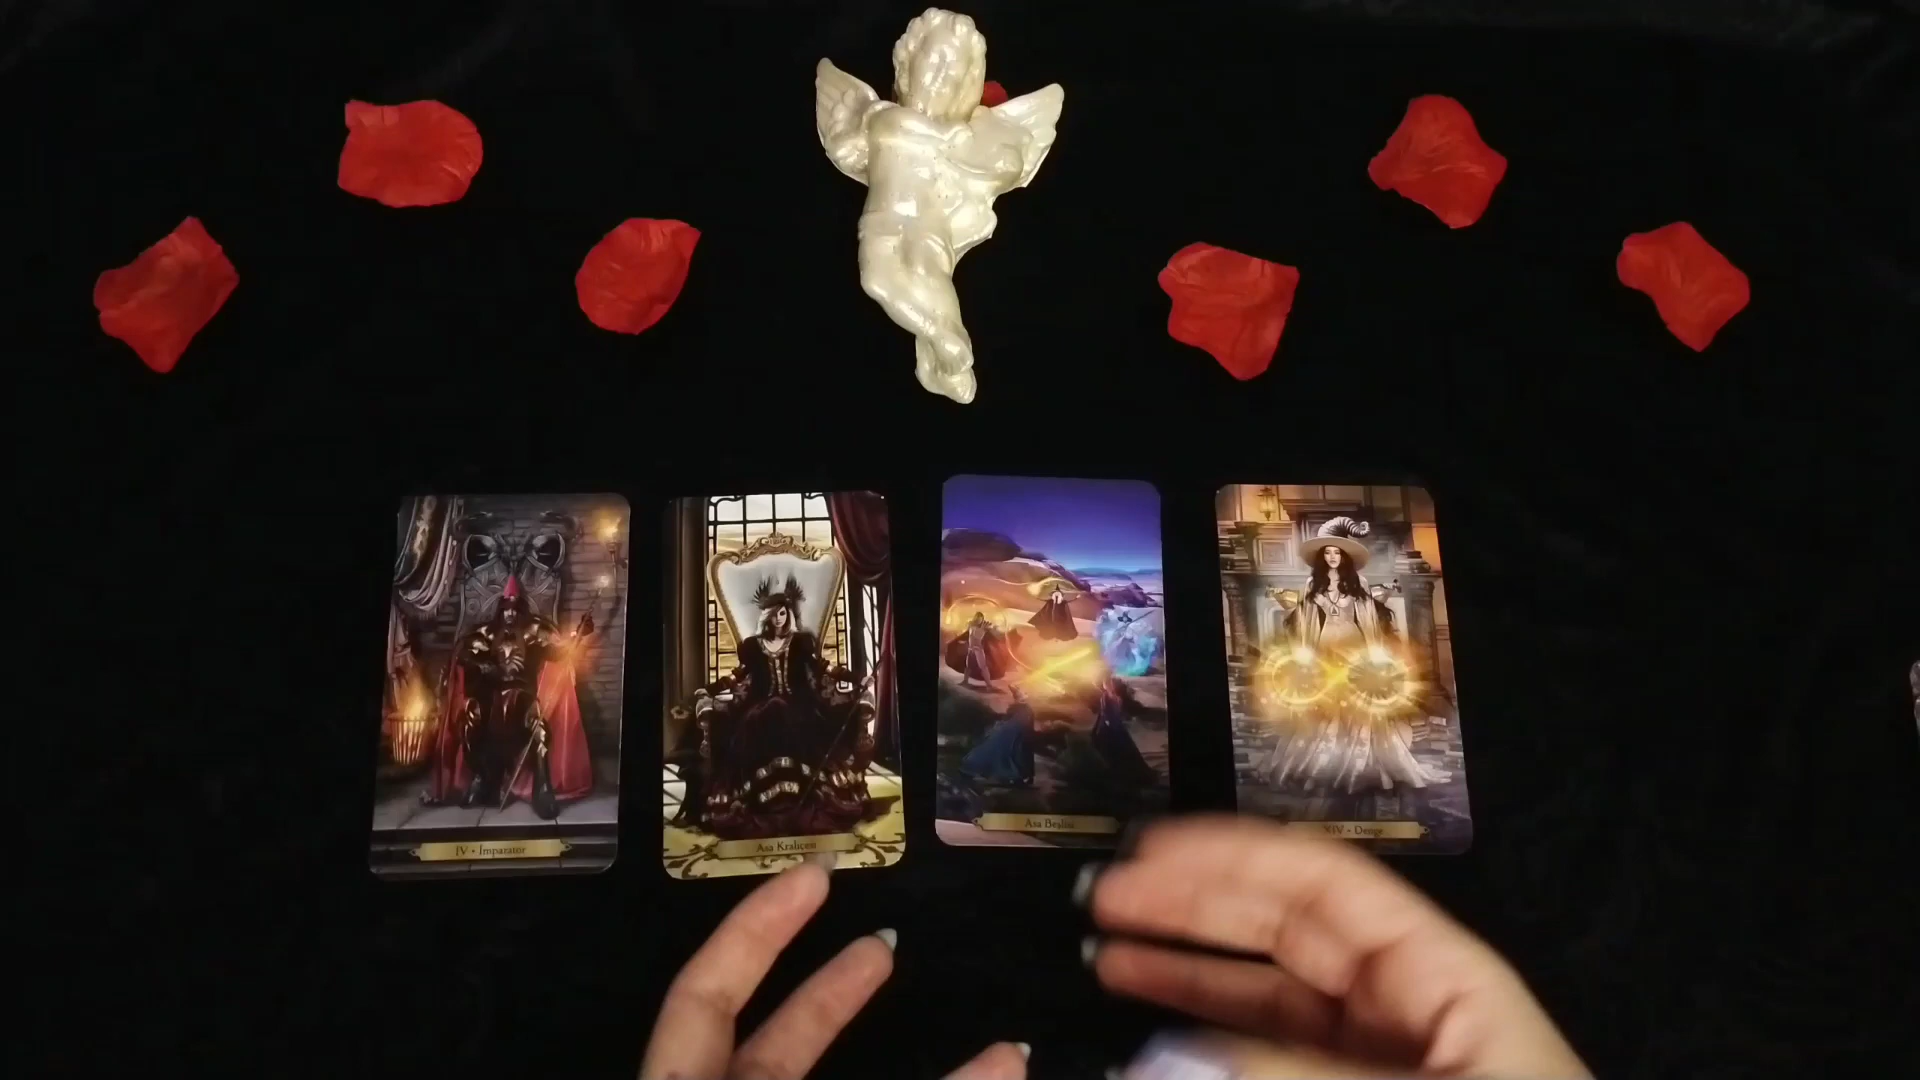 IV • İmparator
Asa Kraliçesi
Asa Beşlisi
XIV • Denge